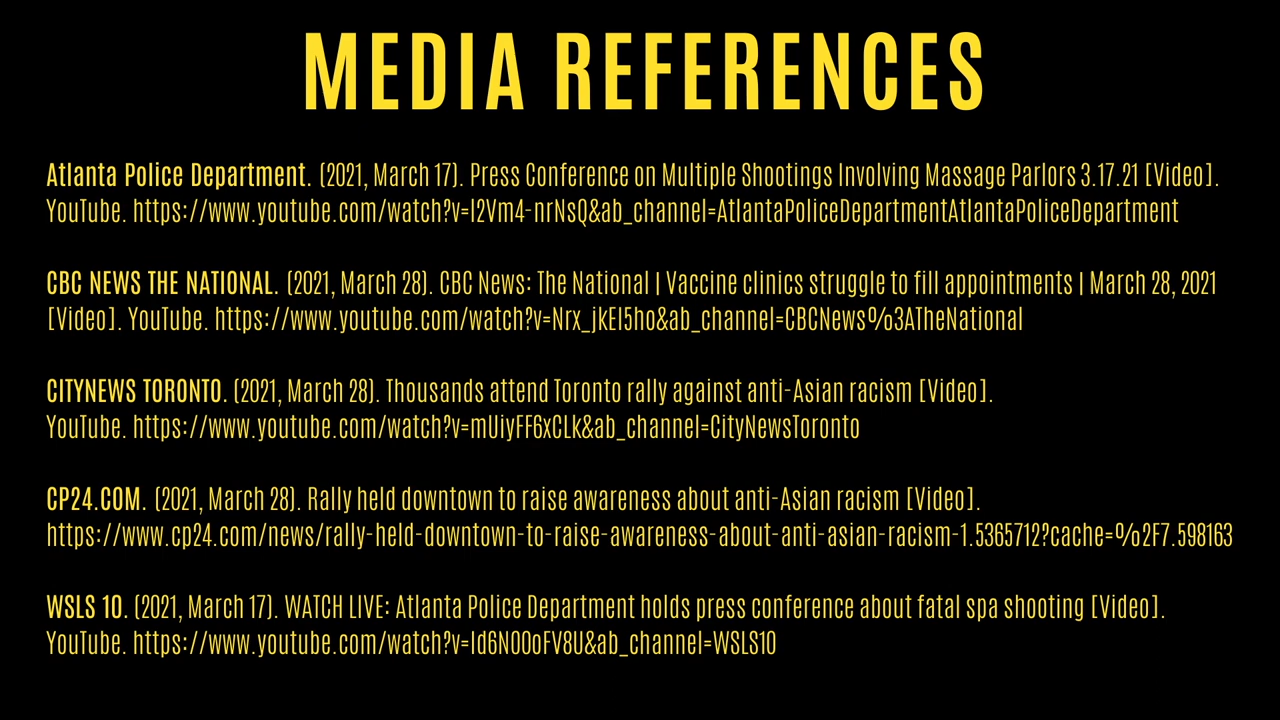 MEDIA REFERENCES
Atlanta Police Department. (2021, March 17). Press Conference on Multiple Shootings Involving Massage Parlors 3.17.21 [Video].
YouTube. https://www.youtube.com/watch?v=I2Vm4-nrNsQ&ab_channel=AtlantaPoliceDepartmentAtlantaPoliceDepartment
CBC NEWS THE NATIONAL. (2021, March 28). CBC News: The National | Vaccine clinics struggle to fill appointments | March 28, 2021
[Video]. YouTube. https://www.youtube.com/watch?v=Nrx_jkEI5ho&ab_channel=CBCNews%3ATheNational
CITYNEWS TORONTO. (2021, March 28). Thousands attend Toronto rally against anti-Asian racism [Video].
YouTube. https://www.youtube.com/watch?v=mUiyFF6xCLk&ab_channel=CityNewsToronto
CP24.COM. (2021, March 28). Rally held downtown to raise awareness about anti-Asian racism [Video].
https://www.cp24.com/news/rally-held-downtown-to-raise-awareness-about-anti-asian-racism-1.5365712?cache=%2F7.598163
WSLS 10. (2021, March 17). WATCH LIVE: Atlanta Police Department holds press conference about fatal spa shooting [Video].
YouTube. https://www.youtube.com/watch?v=Id6NO0oFV8U&ab_channel=WSLS10